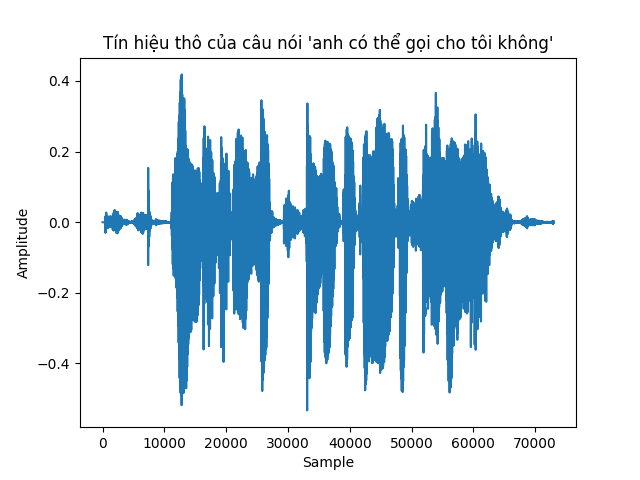 Tín hiệu thô của câu nói 'anh có thể gọi cho tôi không'
0.4
0.2
0.0
−0.2
−0.4
Amplitude
0 10000 20000 30000 40000 50000 60000 70000
Sample